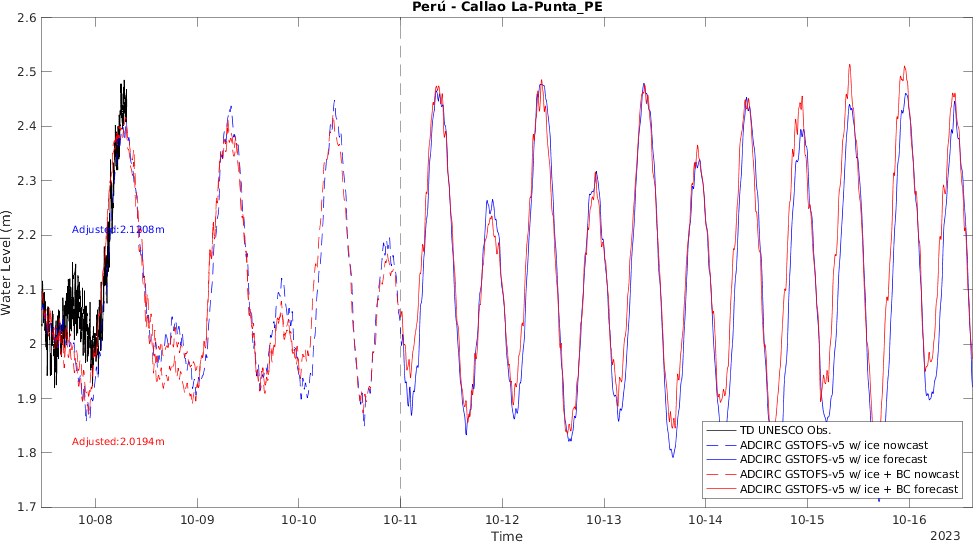 Perú - Callao La-Punta_PE
2.6
2.5
2.4
2.3
2.2
2.1
2
1.9
1.8
1.7
Water Level (m)
Adjusted:2.1208m
Adjusted:2.0194m
TD UNESCO Obs.
ADCIRC GSTOFS-v5 w/ ice nowcast
ADCIRC GSTOFS-v5 w/ ice forecast
ADCIRC GSTOFS-v5 w/ ice + BC nowcast
ADCIRC GSTOFS-v5 w/ ice + BC forecast
10-08 10-09 10-10 10-11 10-12 10-13 10-14 10-15 10-16
Time
2023